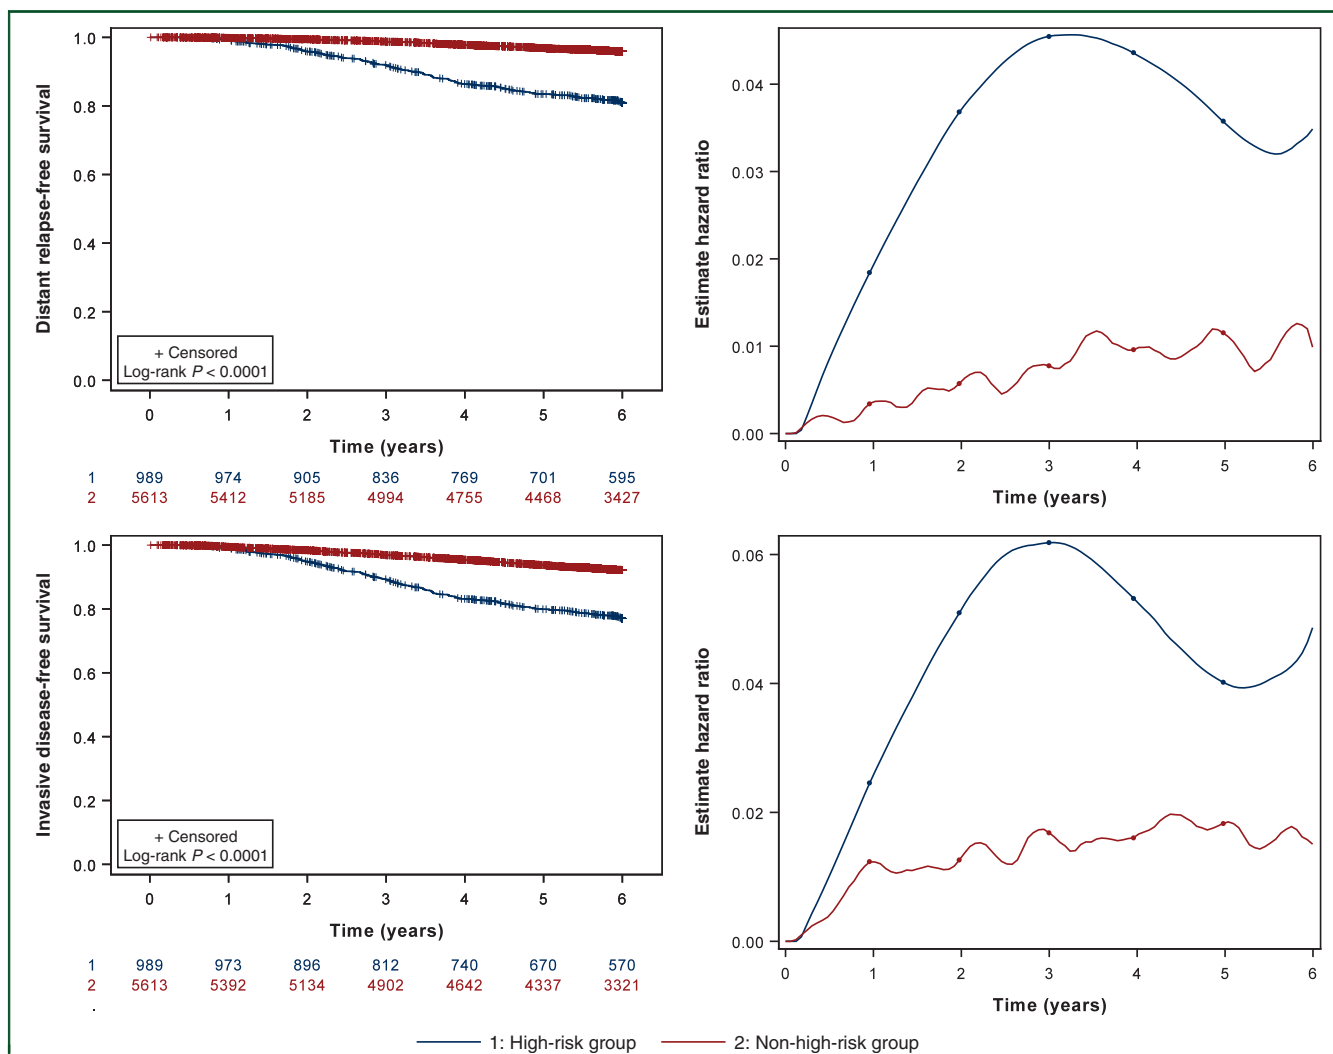 Distant relapse-free survival
1.0
0.8
0.6
0.4
0.2
0.0
+ Censored
Log-rank P < 0.0001
0 1 2 3 4 5 6
Time (years)
1 989 974 905 836 769 701 595
2 5613 5412 5185 4994 4755 4468 3427
Estimate hazard ratio
0.04
0.03
0.02
0.01
0.00
0 1 2 3 4 5 6
Time (years)
Invasive disease-free survival
1.0
0.8
0.6
0.4
0.2
0.0
+ Censored
Log-rank P < 0.0001
0 1 2 3 4 5 6
Time (years)
1 989 973 896 812 740 670 570
2 5613 5392 5134 4902 4642 4337 3321
.
Estimate hazard ratio
0.06
0.04
0.02
0.00
0 1 2 3 4 5 6
Time (years)
1: High-risk group 2: Non-high-risk group